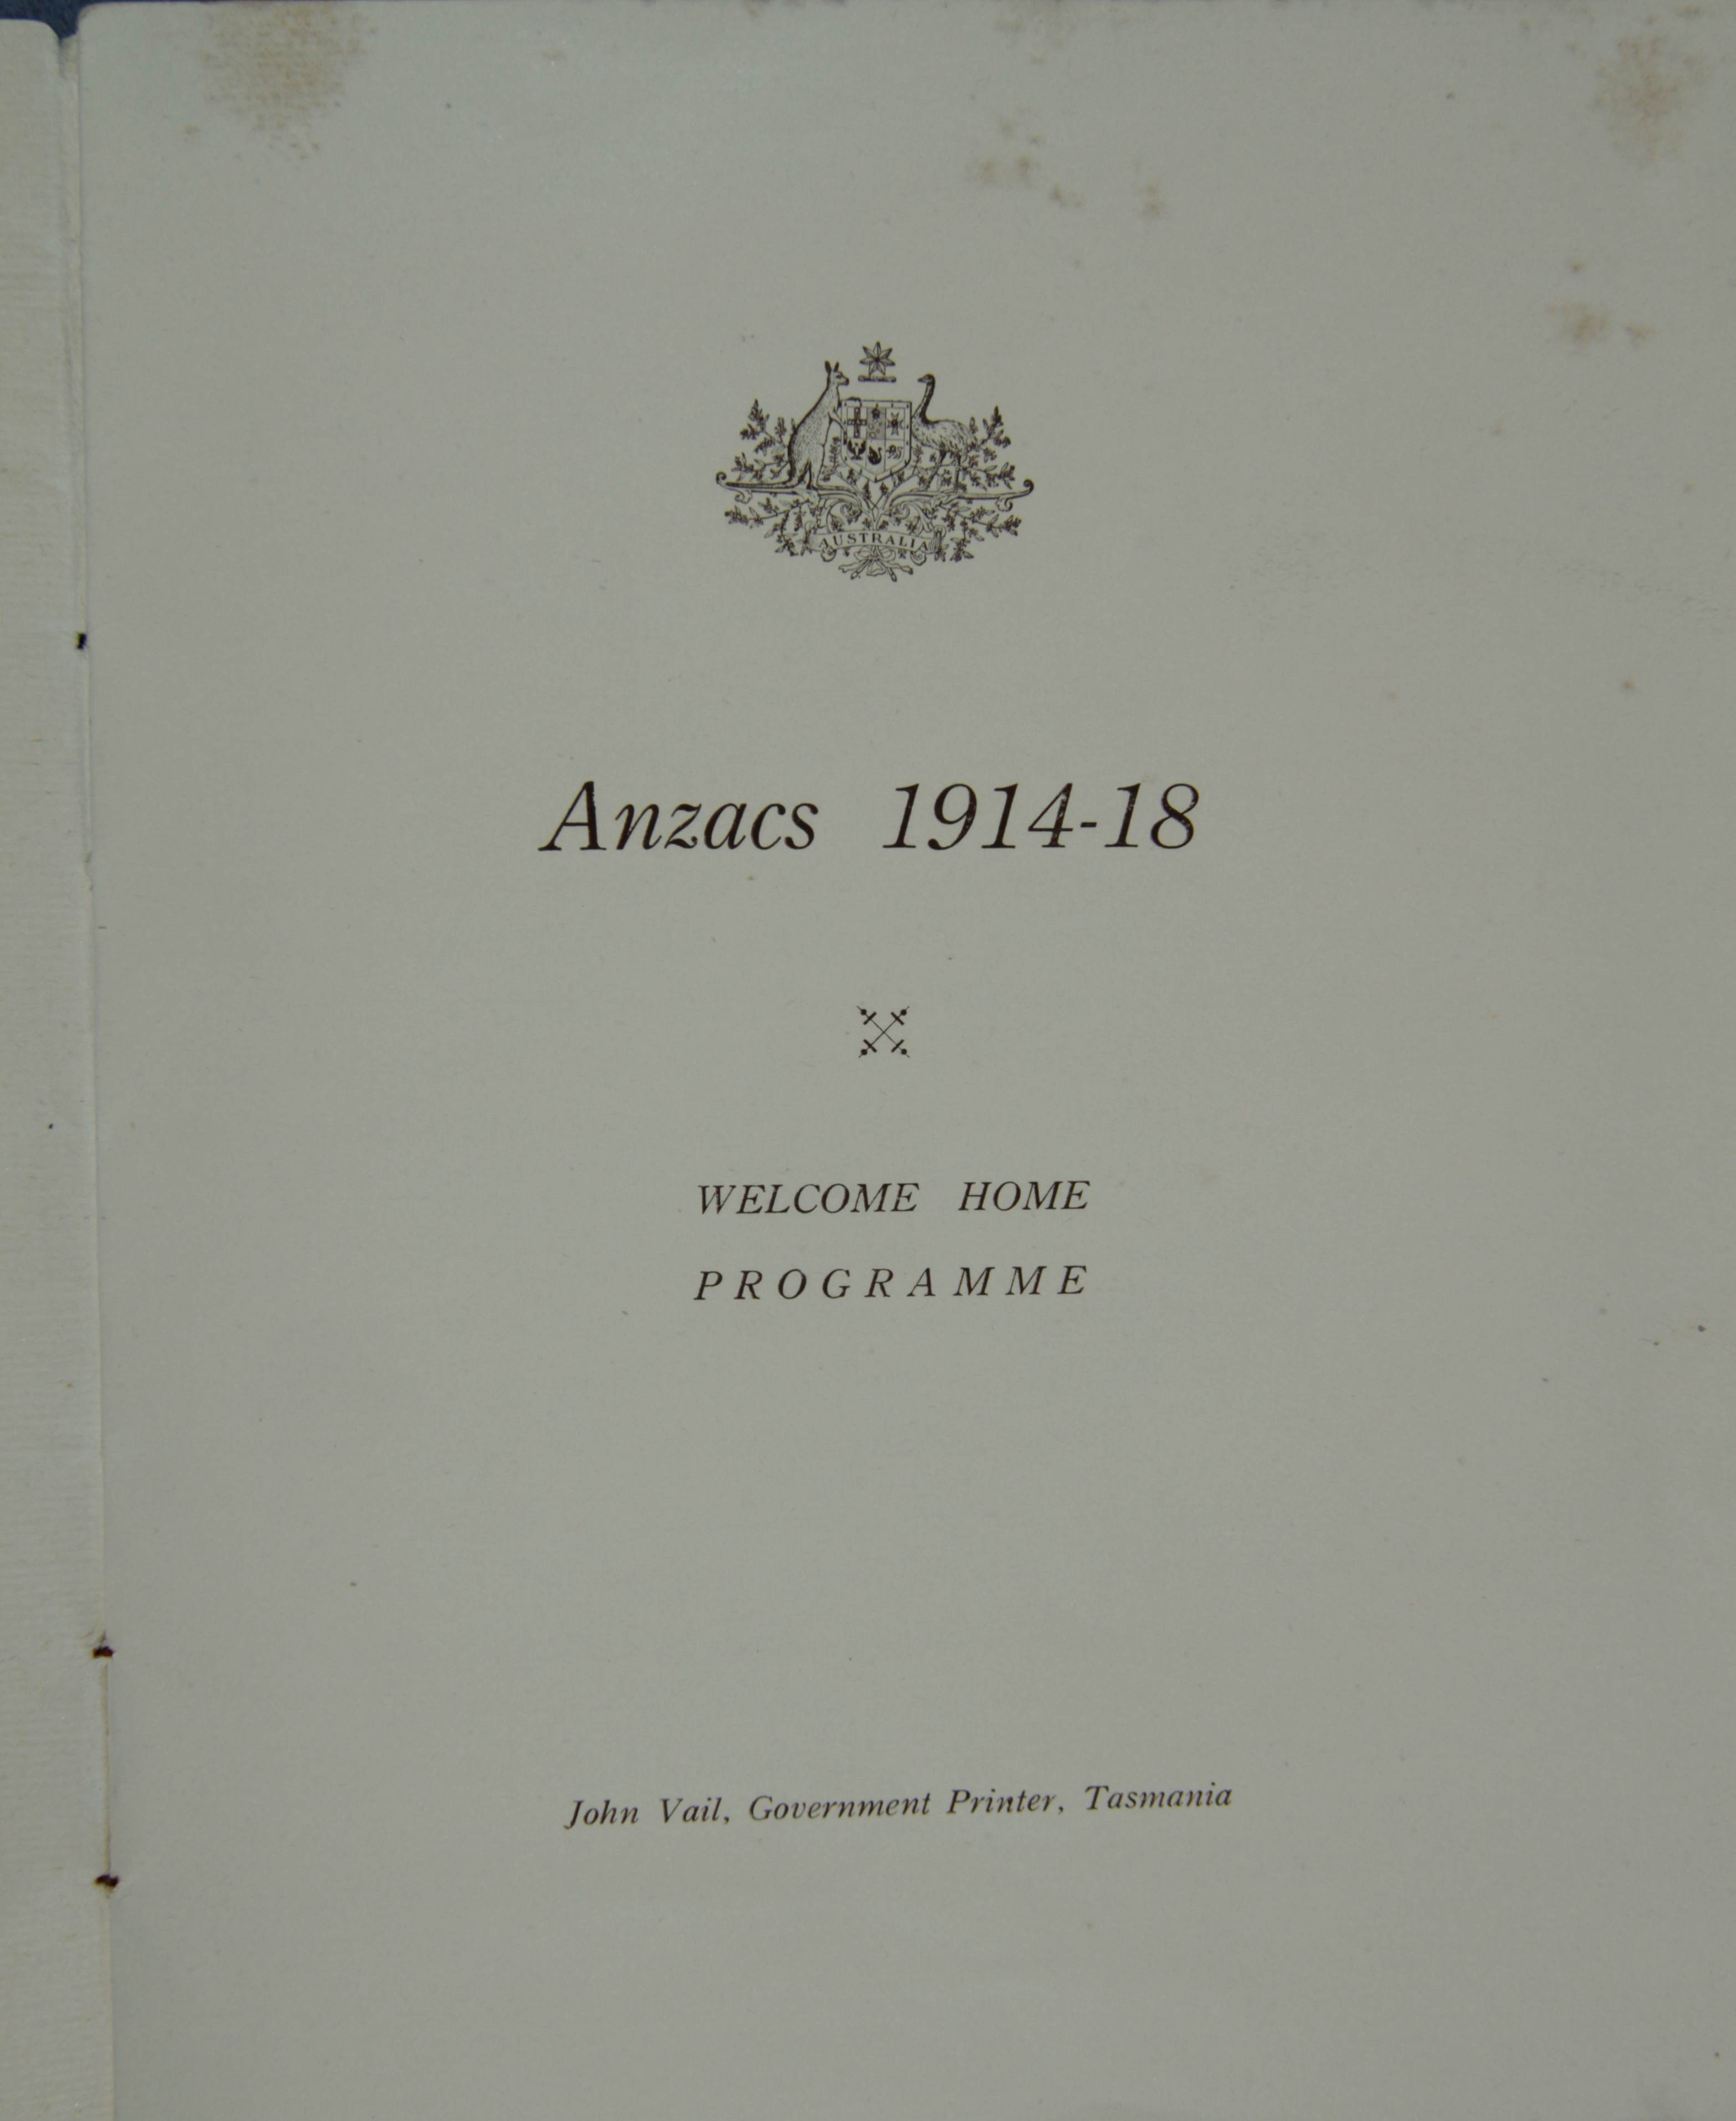 AUSTRALIA
Anzacs 1914-18
WELCOME HOME
PROGRAMME
John Vail, Government Printer, Tasmania